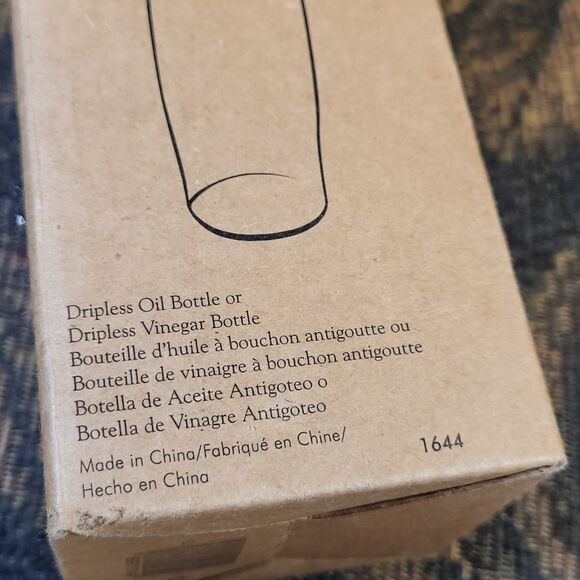 Dripless Oil Bottle or
Dripless Vinegar Bottle
Bouteille d'huile à bouchon antigoutte ou
Bouteille de vinaigre à bouchon antigoutte
Botella de Aceite Antigoteo o
Botella de Vinagre Antigoteo
Made in China/Fabriqué en Chine/
Hecho en China
1644